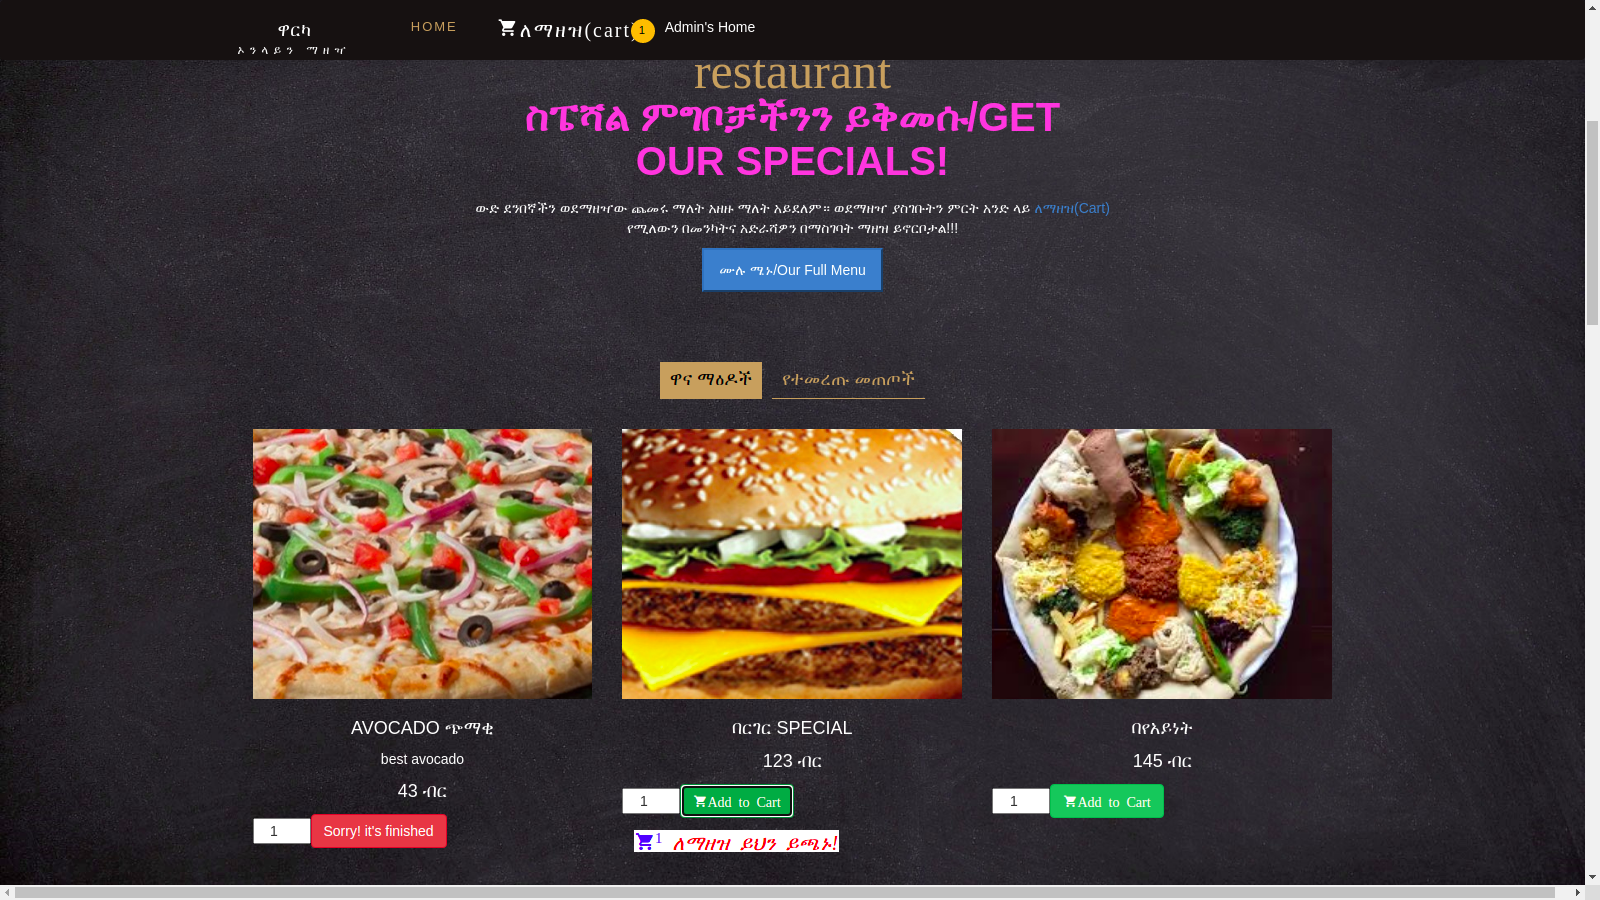 ዋርካ
ኦንላይን ማዘዣ
HOME
ለማዘዝ(cart)
1
Admin's Home
restaurant
ስፔሻል ምግቦቻችንን ይቅመሱ/GET
OUR SPECIALS!
ውድ ደንበኛችን ወደማዘዣው ጨመሩ ማለት አዘዙ ማለት አይደለም። ወደማዘዣ ያስገቡትን ምርት አንድ ላይ ለማዘዝ(Cart)
የሚለውን በመንካትና አድራሻዎን በማስገባት ማዘዝ ይኖርቦታል!!!
ሙሉ ሜኑ/Our Full Menu
ዋና ማዕዶች
የተመረጡ መጠጦች
AVOCADO ጭማቂ
best avocado
43 ብር
1
Sorry! it's finished
በርገር SPECIAL
123 ብር
1
Add to Cart
1 ለማዘዝ ይህን ይጫኑ!
በየአይነት
145 ብር
1
Add to Cart